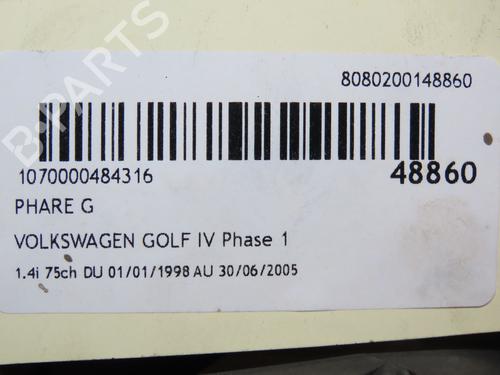 8080200148860
B-PARTS
1070000484316
48860
PHARE G
VOLKSWAGEN GOLF IV Phase 1
1.4i 75ch DU 01/01/1998 AU 30/06/2005